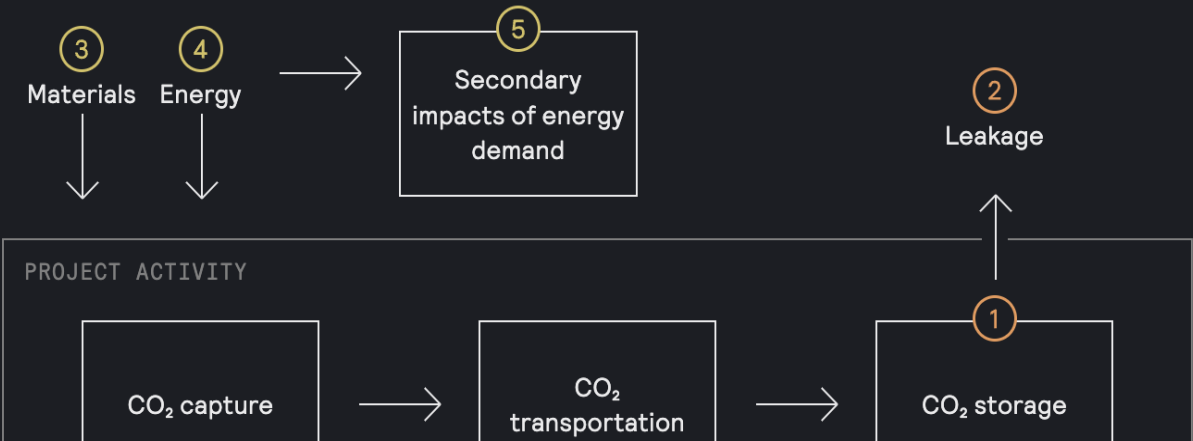 3
4
5
Materials
Energy
Secondary
impacts of energy
demand
2
Leakage
PROJECT ACTIVITY
1
CO₂ capture
CO₂
transportation
CO₂ storage